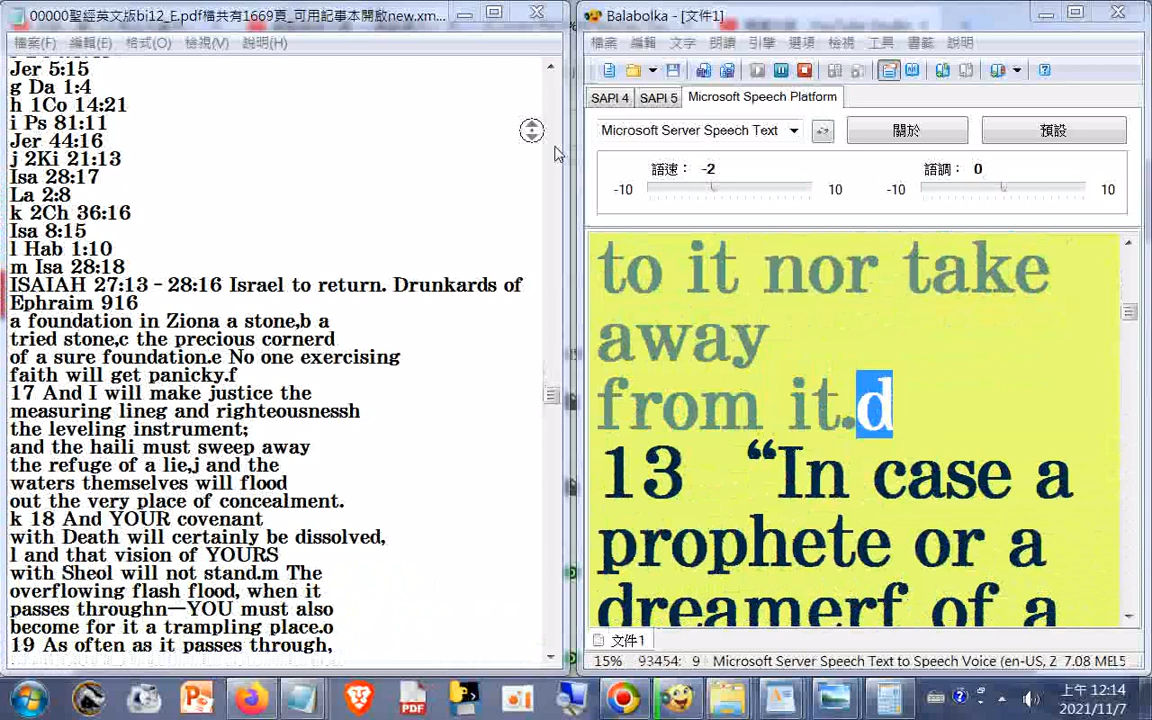 00000聖經英文版bi12_E.pdf檔共有1669頁_可用記事本開啟new.xm...
檔案(F) 編輯(E) 格式(O) 檢視(V) 說明(H)
Jer 5:15
g Da 1:4
h 1Co 14:21
i Ps 81:11
Jer 44:16
j 2Ki 21:13
Isa 28:17
La 2:8
k 2Ch 36:16
Isa 8:15
l Hab 1:10
m Isa 28:18
ISAIAH 27:13 – 28:16 Israel to return. Drunkards of
Ephraim 916
a foundation in Ziona a stone,b a
tried stone,c the precious cornerd
of a sure foundation.e No one exercising
faith will get panicky.f
17 And I will make justice the
measuring lineg and righteousnessh
the leveling instrument;
and the haili must sweep away
the refuge of a lie,j and the
waters themselves will flood
out the very place of concealment.
k 18 And YOUR covenant
with Death will certainly be dissolved,
l and that vision of YOURS
with Sheol will not stand.m The
overflowing flash flood, when it
passes throughn—YOU must also
become for it a trampling place.o
19 As often as it passes through,
Balabolka - [文件1]
檔案 編輯 文字 朗讀 引擎 選項 檢視 工具 書籤 說明
SAPI 4 SAPI 5 Microsoft Speech Platform
Microsoft Server Speech Text 關於 預設
語速： -2 語調： 0
-10 10 -10 10
to it nor take
away
from it.d
13 “In case a
prophete or a
dreamerf of a
文件1
15% 93454: 9 Microsoft Server Speech Text to Speech Voice (en-US, Z 7.08 МЕБ
PDF
上午 12:14
2021/11/7